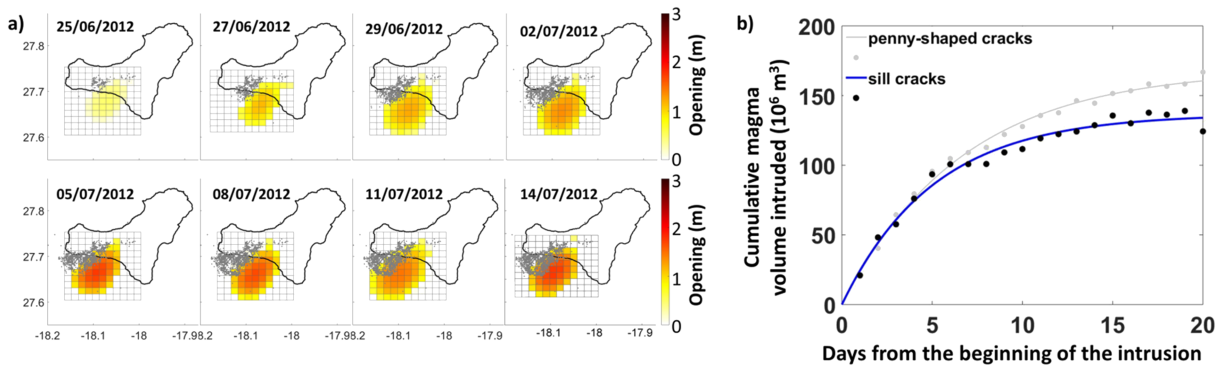 a)
25/06/2012
27/06/2012
29/06/2012
02/07/2012
27.8
27.7
27.6
3
2
1
0
Opening (m)
05/07/2012
08/07/2012
11/07/2012
14/07/2012
27.8
27.7
27.6
3
2
1
0
Opening (m)
-18.2 -18.1 -18 -17.9
-18.2 -18.1 -18 -17.9
-18.2 -18.1 -18 -17.9
-18.1 -18 -17.9
b)
penny-shaped cracks
sill cracks
Cumulative magma
volume intruded (10⁶ m³)
200
150
100
50
0
0 5 10 15 20
Days from the beginning of the intrusion